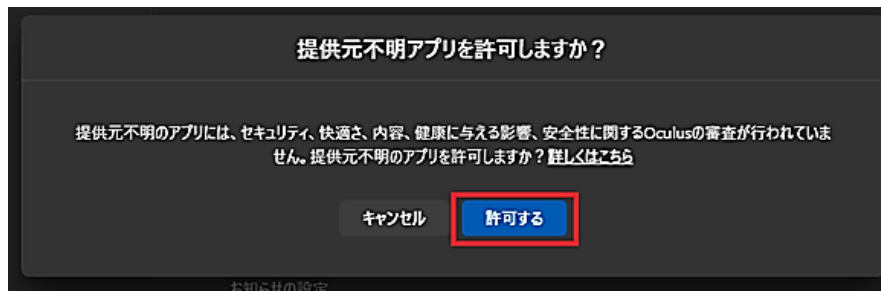 提供元不明アプリを許可しますか？
提供元不明のアプリには、セキュリティ、快適さ、内容、健康に与える影響、安全性に関するOculusの審査が行われていま
せん。提供元不明のアプリを許可しますか？詳しくはこちら
キャンセル
許可する
お知らせの設定